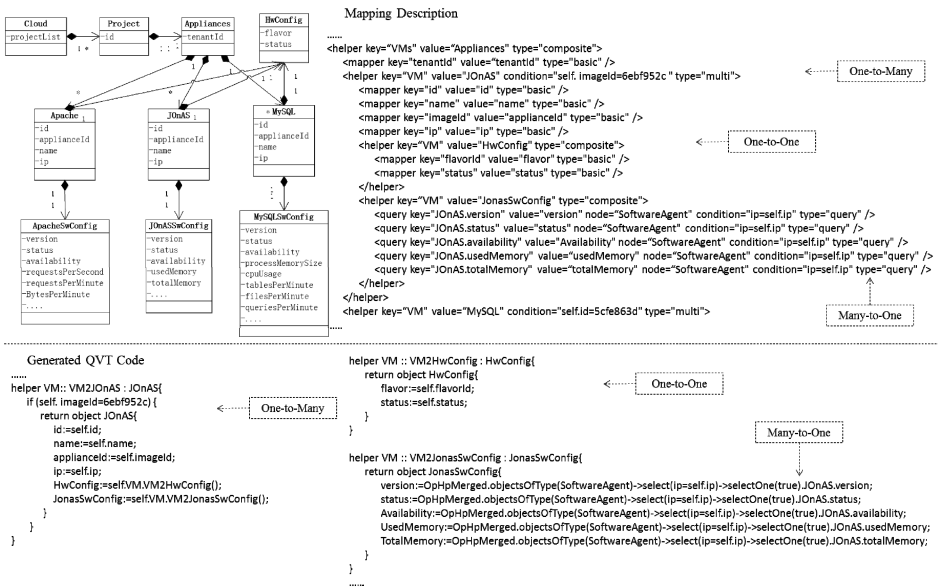 Cloud
-projectList
Project
-id
Appliances
-tenantId
HwConfig
-flavor
-status
Apache
-id
-applianceId
-name
-ip
JOnAS
-id
-applianceId
-name
-ip
MySQL
-id
-applianceId
-name
-ip
ApacheSwConfig
-version
-status
-availability
-requestsPerSecond
-requestsPerMinute
-BytesPerMinute
-....
JOnASSwConfig
-version
-status
-availability
-usedMemory
-totalMemory
-....
MySQLSwConfig
-version
-status
-availability
-processMemorySize
-cpuUsage
-tablesPerMinute
-filesPerMinute
-queriesPerMinute
-....
Mapping Description
......
<helper key="VMs" value="Appliances" type="composite">
<mapper key="tenantId" value="tenantId" type="basic" />
<helper key="VM" value="JOnAS" condition="self. imageId=6ebf952c" type="multi">
<mapper key="id" value="id" type="basic" />
<mapper key="name" value="name" type="basic" />
<mapper key="imageId" value="applianceId" type="basic" />
<mapper key="ip" value="ip" type="basic" />
<helper key="VM" value="HwConfig" type="composite">
<mapper key="flavorId" value="flavor" type="basic" />
<mapper key="status" value="status" type="basic" />
</helper>
<helper key="VM" value="JonasSwConfig" type="composite">
<query key="JOnAS.version" value="version" node="SoftwareAgent" condition="ip=self.ip" type="query" />
<query key="JOnAS.status" value="status" node="SoftwareAgent" condition="ip=self.ip" type="query" />
<query key="JOnAS.availability" value="Availability" node="SoftwareAgent" condition="ip=self.ip" type="query" />
<query key="JOnAS.usedMemory" value="usedMemory" node="SoftwareAgent" condition="ip=self.ip" type="query" />
<query key="JOnAS.totalMemory" value="totalMemory" node="SoftwareAgent" condition="ip=self.ip" type="query" />
</helper>
</helper>
<helper key="VM" value="MySQL" condition="self.id=5cfe863d" type="multi">
......
One-to-Many
One-to-One
Many-to-One
Generated QVT Code
......
helper VM:: VM2JOnAS : JOnAS{
if (self. imageId=6ebf952c) {
return object JOnAS{
id:=self.id;
name:=self.name;
applianceId:=self.imageId;
ip:=self.ip;
HwConfig:=self.VM.VM2HwConfig();
JonasSwConfig:=self.VM.VM2JonasSwConfig();
}
}
}
One-to-Many
helper VM :: VM2HwConfig : HwConfig{
return object HwConfig{
flavor:=self.flavorId;
status:=self.status;
}
}
One-to-One
Many-to-One
helper VM :: VM2JonasSwConfig : JonasSwConfig{
return object JonasSwConfig{
version:=OpHpMerged.objectsOfType(SoftwareAgent)->select(ip=self.ip)->selectOne(true).JOnAS.version;
status:=OpHpMerged.objectsOfType(SoftwareAgent)->select(ip=self.ip)->selectOne(true).JOnAS.status;
Availability:=OpHpMerged.objectsOfType(SoftwareAgent)->select(ip=self.ip)->selectOne(true).JOnAS.availability;
UsedMemory:=OpHpMerged.objectsOfType(SoftwareAgent)->select(ip=self.ip)->selectOne(true).JOnAS.usedMemory;
TotalMemory:=OpHpMerged.objectsOfType(SoftwareAgent)->select(ip=self.ip)->selectOne(true).JOnAS.totalMemory;
}
}
......